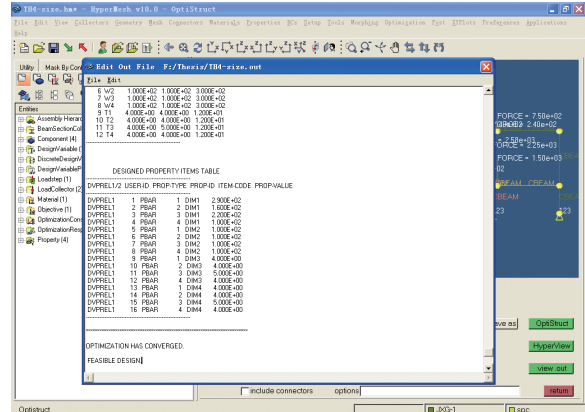 TH4-size.hm* - HyperMesh v10.0 - OptiStruct
File Edit View Collectors Geometry Mesh Connectors Materials Properties BCs Setup Tools Morphing Optimization Post XYPlots Preferences Applications
Help
Utility Mask By Con
Entities
Assembly Hierarc
BeamSectionCol
Component (4)
DesignVariable (
DiscreteDesignV
DesignVariableP
Loadstep (1)
LoadCollector (2)
Material (1)
Objective (1)
OptimizationCons
OptimizationResp
Property (4)
Edit Out File F:/Thexis/TH4-size.out
File Edit
6 W2 1.000E+02 1.000E+02 3.000E+02
7 W3 1.000E+02 1.000E+02 3.000E+02
8 W4 1.000E+02 1.000E+02 3.000E+02
9 T1 4.000E+00 4.000E+00 1.200E+01
10 T2 4.000E+00 4.000E+00 1.200E+01
11 T3 4.000E+00 5.000E+00 1.200E+01
12 T4 4.000E+00 4.000E+00 1.200E+01
DESIGNED PROPERTY ITEMS TABLE
DVPREL1/2 USER-ID PROP-TYPE PROP-ID ITEM-CODE PROP-VALUE
DVPREL1 1 PBAR 1 DIM1 2.900E+02
DVPREL1 2 PBAR 2 DIM1 1.600E+02
DVPREL1 3 PBAR 3 DIM1 2.200E+02
DVPREL1 4 PBAR 4 DIM1 1.000E+02
DVPREL1 5 PBAR 1 DIM2 1.000E+02
DVPREL1 6 PBAR 2 DIM2 1.000E+02
DVPREL1 7 PBAR 3 DIM2 1.000E+02
DVPREL1 8 PBAR 4 DIM2 1.000E+02
DVPREL1 9 PBAR 1 DIM3 4.000E+00
DVPREL1 10 PBAR 2 DIM3 4.000E+00
DVPREL1 11 PBAR 3 DIM3 5.000E+00
DVPREL1 12 PBAR 4 DIM3 4.000E+00
DVPREL1 13 PBAR 1 DIM4 4.000E+00
DVPREL1 14 PBAR 2 DIM4 4.000E+00
DVPREL1 15 PBAR 3 DIM4 5.000E+00
DVPREL1 16 PBAR 4 DIM4 4.000E+00
OPTIMIZATION HAS CONVERGED.
FEASIBLE DESIGN
FORCE = 7.50e+02
2.40e+02
= 2.58e+03
FORCE = 2.25e+03
FORCE = 1.50e+03
02
CBEAM
BEAM
123
save as
OptiStruct
HyperView
view .out
include connectors options
return
Optistruct
JXG-1
spc